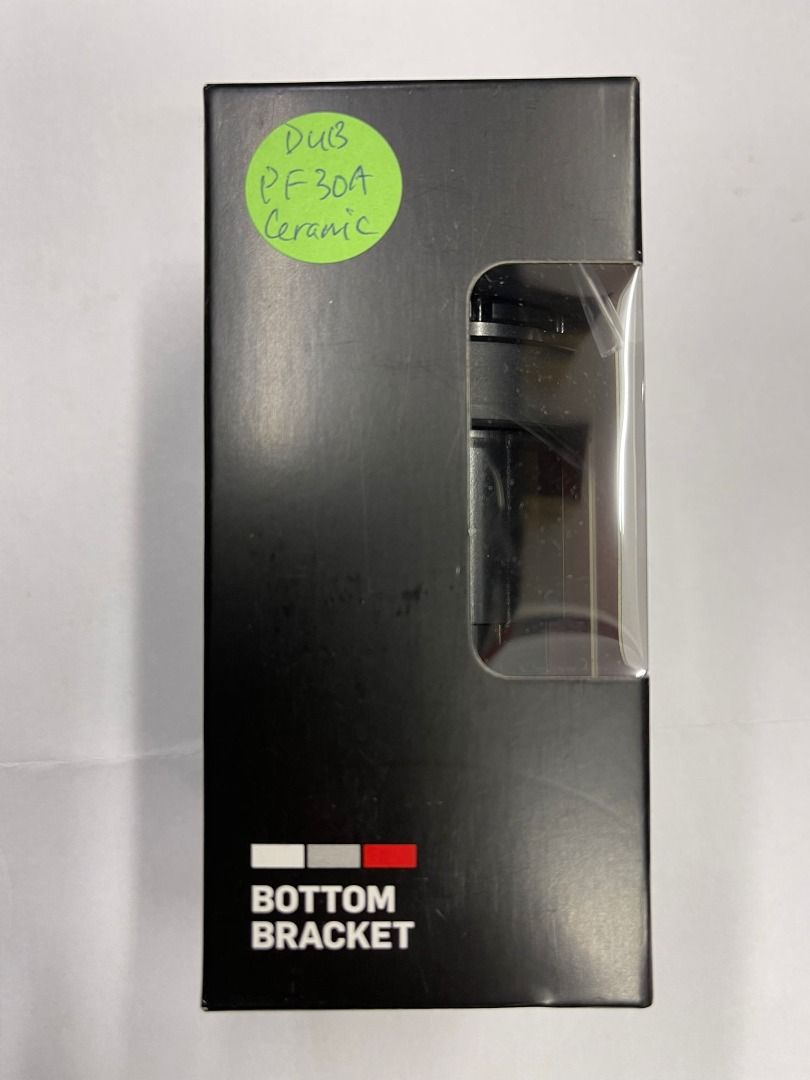 DUB
PF30A
Ceramic
BOTTOM
BRACKET